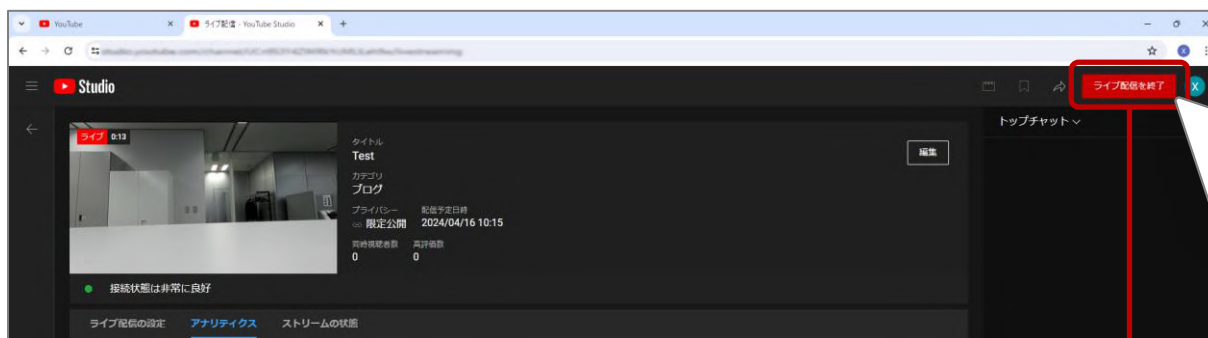 YouTube
ライブ配信 - YouTube Studio
Studio
ライブ配信を終了
X
トップチャット
ライブ 0:13
タイトル
Test
編集
カテゴリ
ブログ
プライバシー 配信予定日時
限定公開 2024/04/16 10:15
同時視聴者数 高評価数
0 0
接続状態は非常に良好
ライブ配信の設定 アナリティクス ストリームの状態